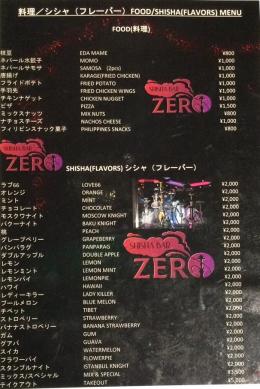 料理／シシャ（フレーバー）FOOD/SHISHA(FLAVORS) MENU
FOOD(料理)
枝豆 EDA MAME ¥800
ネパール水餃子 MOMO ¥1,000
ネパールサモサ SAMOSA (2pcs) ¥1,000
唐揚げ KARAGE(FRIED CHICKEN) ¥1,000
フライドポテト FRIED POTATO ¥1,000
手羽先 FRIED CHICKEN WINGS ¥1,000
チキンナゲット CHICKEN NUGGET ¥1,000
ピザ PIZZA ¥1,500
ミックスナッツ MIX NUTS ¥800
ナチョスチーズ NACHOS CHEESE ¥1,000
フィリピンスナック菓子 PHILIPPINES SNACKS ¥800
SHISHA BAR
ZERO
SHISHA BAR
ZERO
SHISHA(FLAVORS) シシャ（フレーバー）
ラブ66 LOVE66 ¥2,000
オレンジ ORANGE ¥2,000
ミント MINT ¥2,000
チョコレート CHOCOLATE ¥2,000
モスクワナイト MOSCOW KNIGHT ¥2,000
バクーナイト BAKU KNIGHT ¥2,000
桃 PEACH ¥2,000
グレープベリー GRAPEBERRY ¥2,000
パンラス PANPARAS ¥2,000
ダブルアップル DOUBLE APPLE ¥2,000
レモン LEMON ¥2,000
レモンミント LEMON MINT ¥2,000
レモンパイ LEMONPIE ¥2,000
ハワイ HAWAII ¥2,000
レディーキラー LADY KILLER ¥2,000
ブルーメロン BLUE MELON ¥2,000
チベット TIBET ¥2,000
ストロベリー STRAWBERRY ¥2,000
バナナストロベリー BANANA STRAWBERRY ¥2,000
ガム GUM ¥2,000
グアバ GUAVA ¥2,000
スイカ WATERMELON ¥2,000
フラワーパイ FLOWERPIE ¥2,000
スタンブルナイト ISTANBUL KNIGHT ¥2,000
ミックス/スペシャル MIX & SPECIAL ¥3,500
テイクアウト TAKEOUT ¥5,000
SHISHA BAR
ZERO